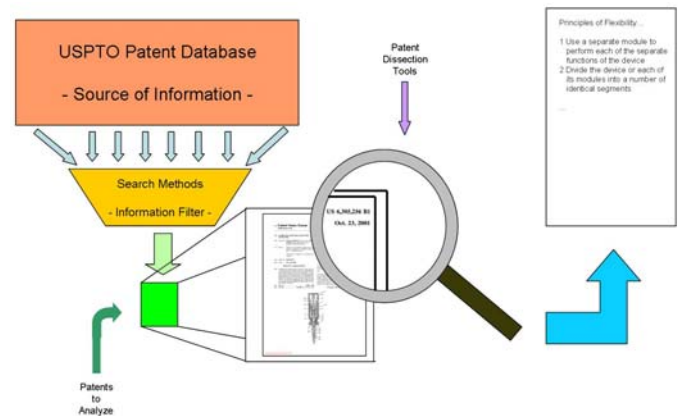 USPTO Patent Database
- Source of Information -
Search Methods
- Information Filter -
Patents
to
Analyze
Patent
Dissection
Tools
US 6,305,236 B1
Oct. 23, 2001
Principles of Flexibility...
1 Use a separate module to
perform each of the separate
functions of the device
2 Divide the device or each of
its modules into a number of
identical segments
...